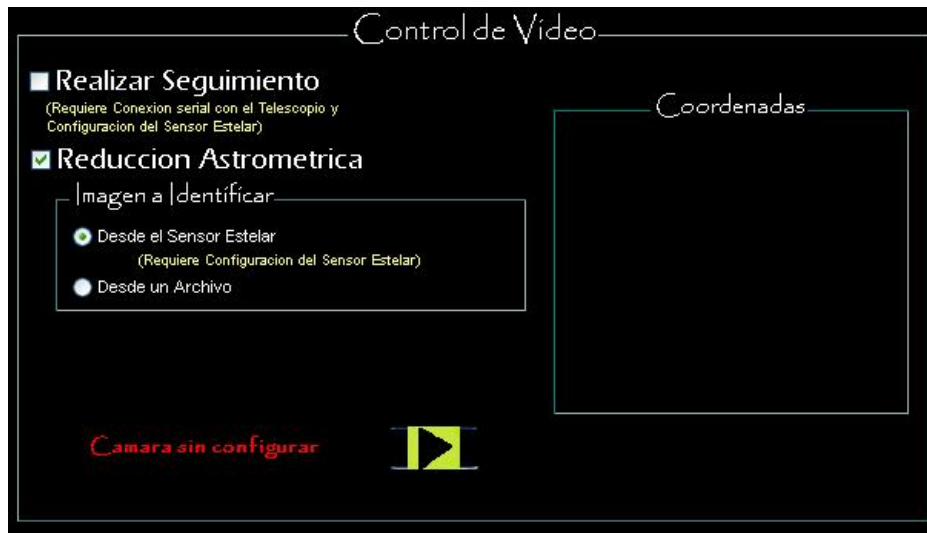 Control de Vídeo
Realizar Seguimiento
(Requiere Conexion serial con el Telescopio y
Configuracion del Sensor Estelar)
Coordenadas
Reduccion Astrometrica
Imagen a Identificar
Desde el Sensor Estelar
(Requiere Configuracion del Sensor Estelar)
Desde un Archivo
Camara sin configurar